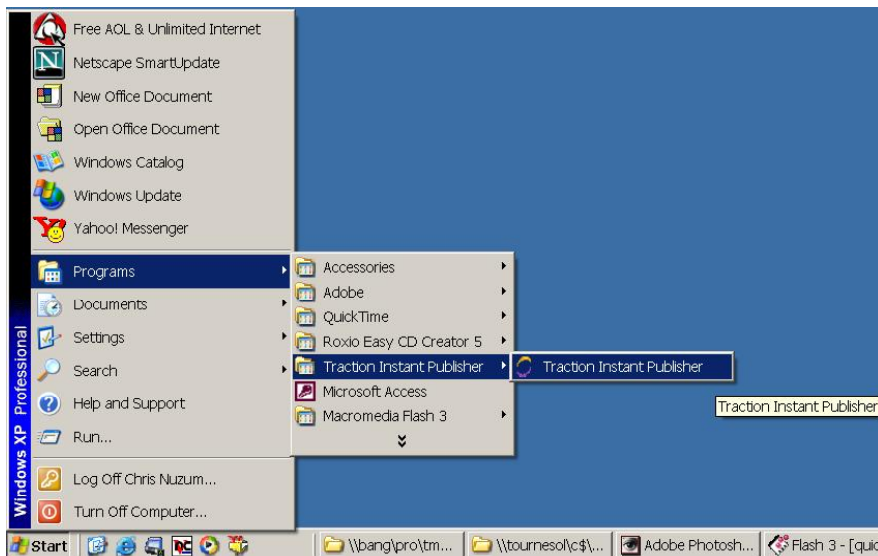 Free AOL & Unlimited Internet
Netscape SmartUpdate
New Office Document
Open Office Document
Windows Catalog
Windows Update
Yahoo! Messenger
Programs
Documents
Settings
Search
Help and Support
Run...
Log Off Chris Nuzum...
Turn Off Computer...
Windows XP Professional
Accessories
Adobe
QuickTime
Roxio Easy CD Creator 5
Traction Instant Publisher
Microsoft Access
Macromedia Flash 3
Traction Instant Publisher
Traction Instant Publisher
Start
\\bang\pro\tm...
\\tournesol\c$\...
Adobe Photosh...
Flash 3 - [quic